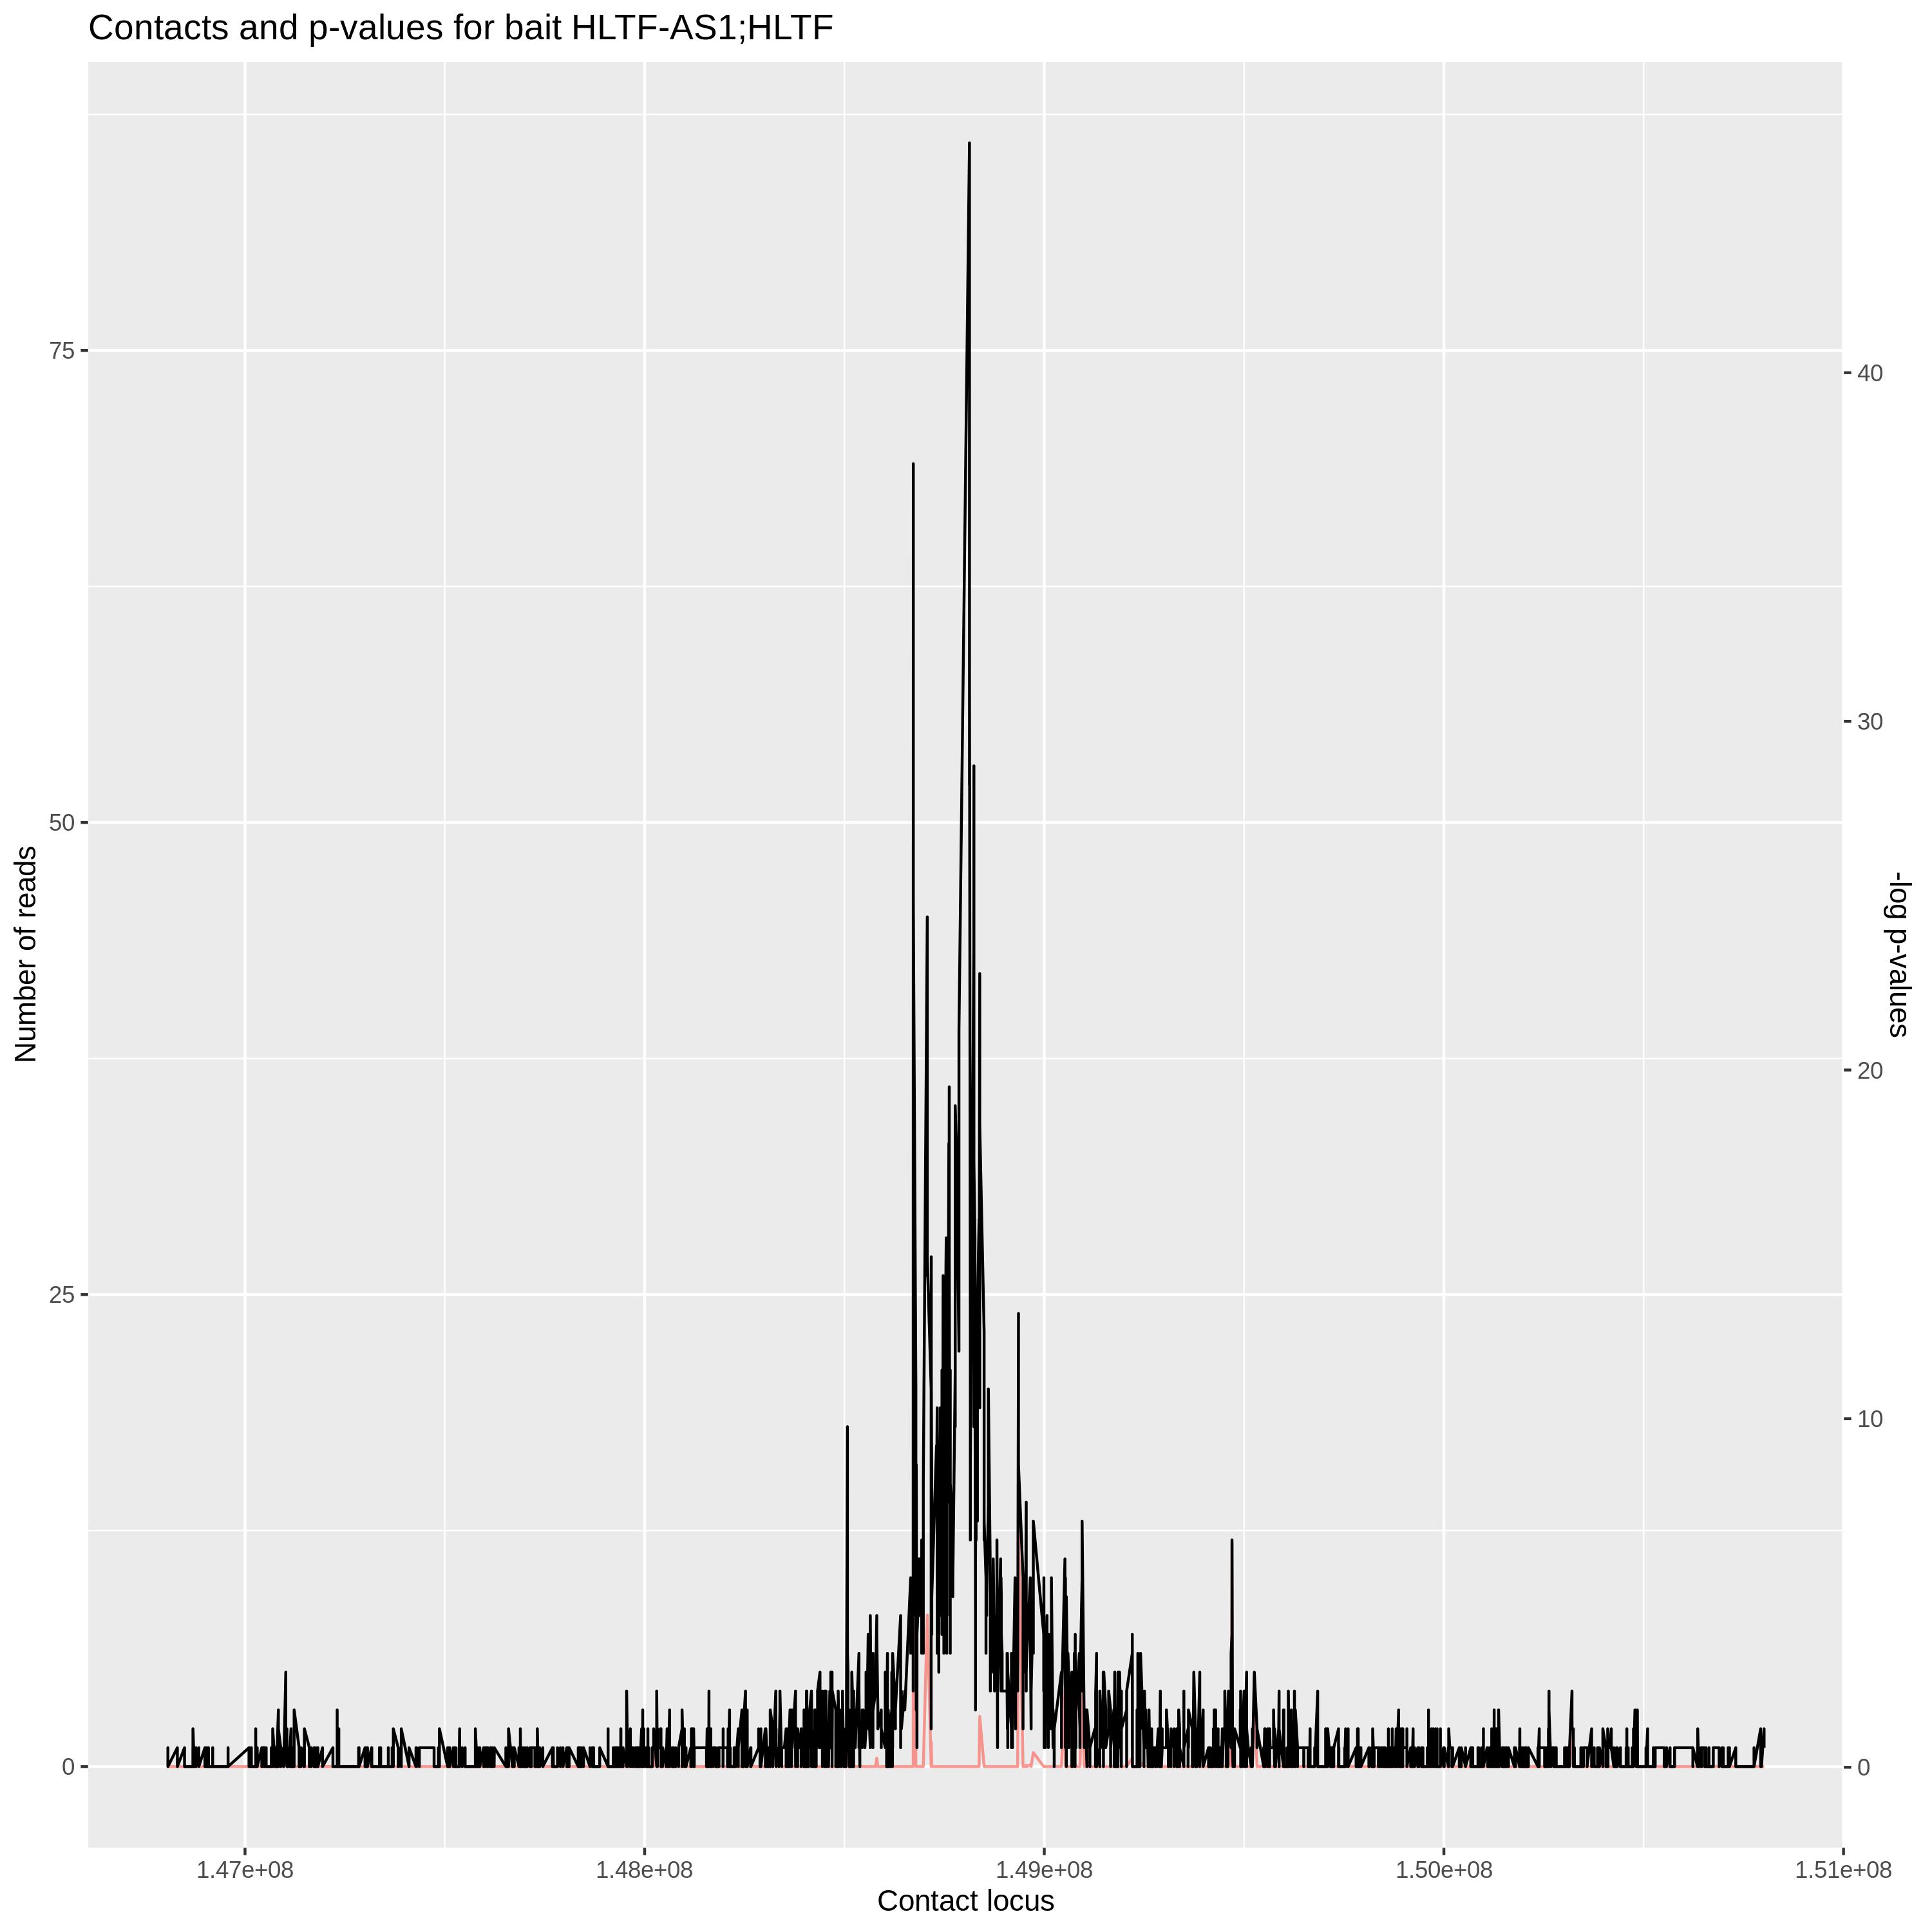 Contacts and p-values for bait HLTF-AS1;HLTF
75
50
25
0
Number of reads
40
30
20
10
0
-log p-values
1.47e+08 1.48e+08 1.49e+08 1.50e+08 1.51e+08
Contact locus